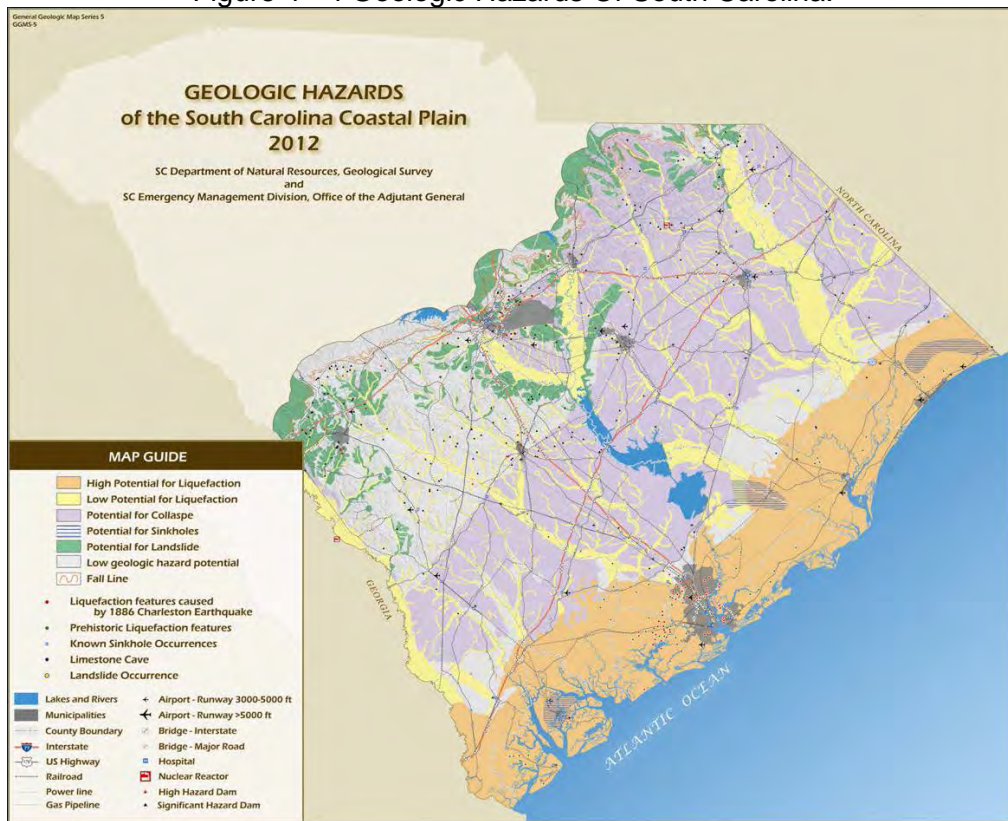 Figure 4 – 1 Geologic Hazards Of South Carolina.
General Geologic Map Series 5
GGMS-5
GEOLOGIC HAZARDS
of the South Carolina Coastal Plain
2012
SC Department of Natural Resources, Geological Survey
and
SC Emergency Management Division, Office of the Adjutant General
NORTH CAROLINA
GEORGIA
ATLANTIC OCEAN
MAP GUIDE
High Potential for Liquefaction
Low Potential for Liquefaction
Potential for Collaspe
Potential for Sinkholes
Potential for Landslide
Low geologic hazard potential
Fall Line
Liquefaction features caused
by 1886 Charleston Earthquake
Prehistoric Liquefaction features
Known Sinkhole Occurrences
Limestone Cave
Landslide Occurrence
Lakes and Rivers
Municipalities
County Boundary
Interstate
US Highway
Railroad
Power line
Gas Pipeline
Airport - Runway 3000-5000 ft
Airport - Runway >5000 ft
Bridge - Interstate
Bridge - Major Road
Hospital
Nuclear Reactor
High Hazard Dam
Significant Hazard Dam